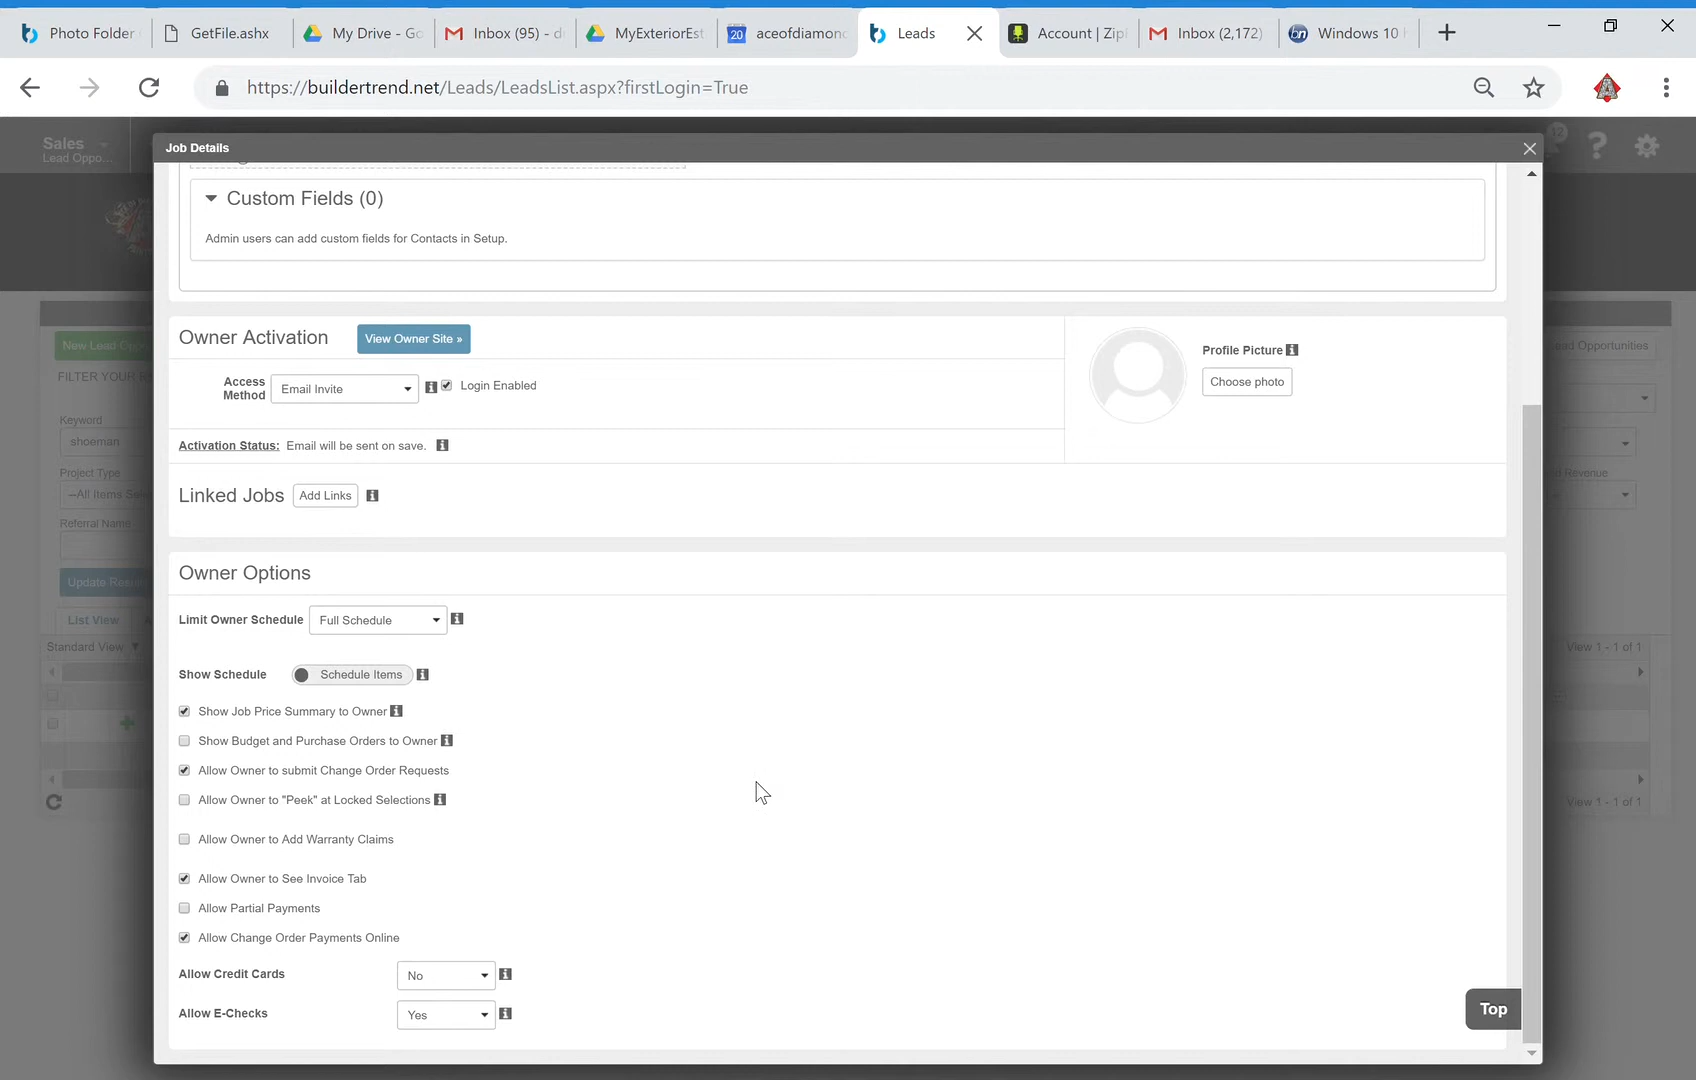 Photo Folder
GetFile.ashx
My Drive - Go
Inbox (95) - d
MyExteriorEst
20
aceofdiamon
Leads
Account | Zip
Inbox (2,172)
bn
Windows 10
https://buildertrend.net/Leads/LeadsList.aspx?firstLogin=True
Sales
Lead Oppo...
12
?
Job Details
Custom Fields (0)
Admin users can add custom fields for Contacts in Setup.
New Lead Oppo
Lead Opportunities
FILTER YOUR RE
Owner Activation
View Owner Site »
Profile Picture
Choose photo
Access
Method
Email Invite
Login Enabled
Keyword
shoeman
Activation Status: Email will be sent on save.
Project Type
--All Items Sele
Revenue
Linked Jobs
Add Links
Referral Name
Update Resul
Owner Options
List View
Limit Owner Schedule
Full Schedule
Standard View
View 1 - 1 of 1
Show Schedule
Schedule Items
Show Job Price Summary to Owner
Show Budget and Purchase Orders to Owner
Allow Owner to submit Change Order Requests
Allow Owner to "Peek" at Locked Selections
View 1 - 1 of 1
Allow Owner to Add Warranty Claims
Allow Owner to See Invoice Tab
Allow Partial Payments
Allow Change Order Payments Online
Allow Credit Cards
No
Allow E-Checks
Yes
Top